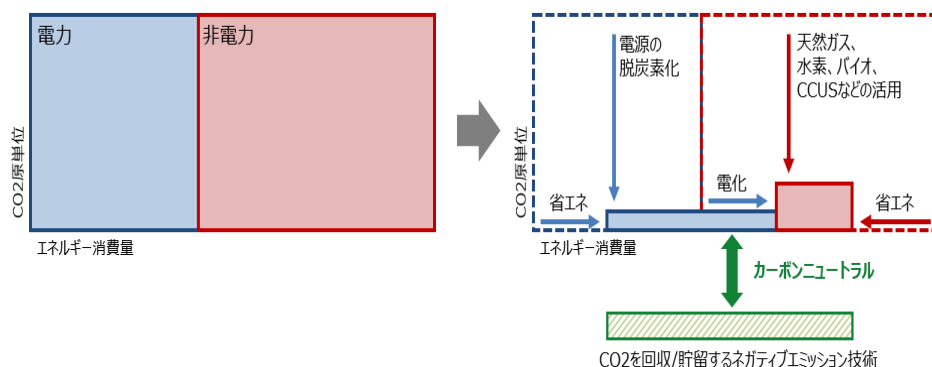 電力
非電力
CO2原単位
エネルギー消費量
電源の
脱炭素化
天然ガス、
水素、バイオ、
CCUSなどの活用
CO2原単位
省エネ
電化
省エネ
エネルギー消費量
カーボンニュートラル
CO2を回収/貯留するネガティブエミッション技術